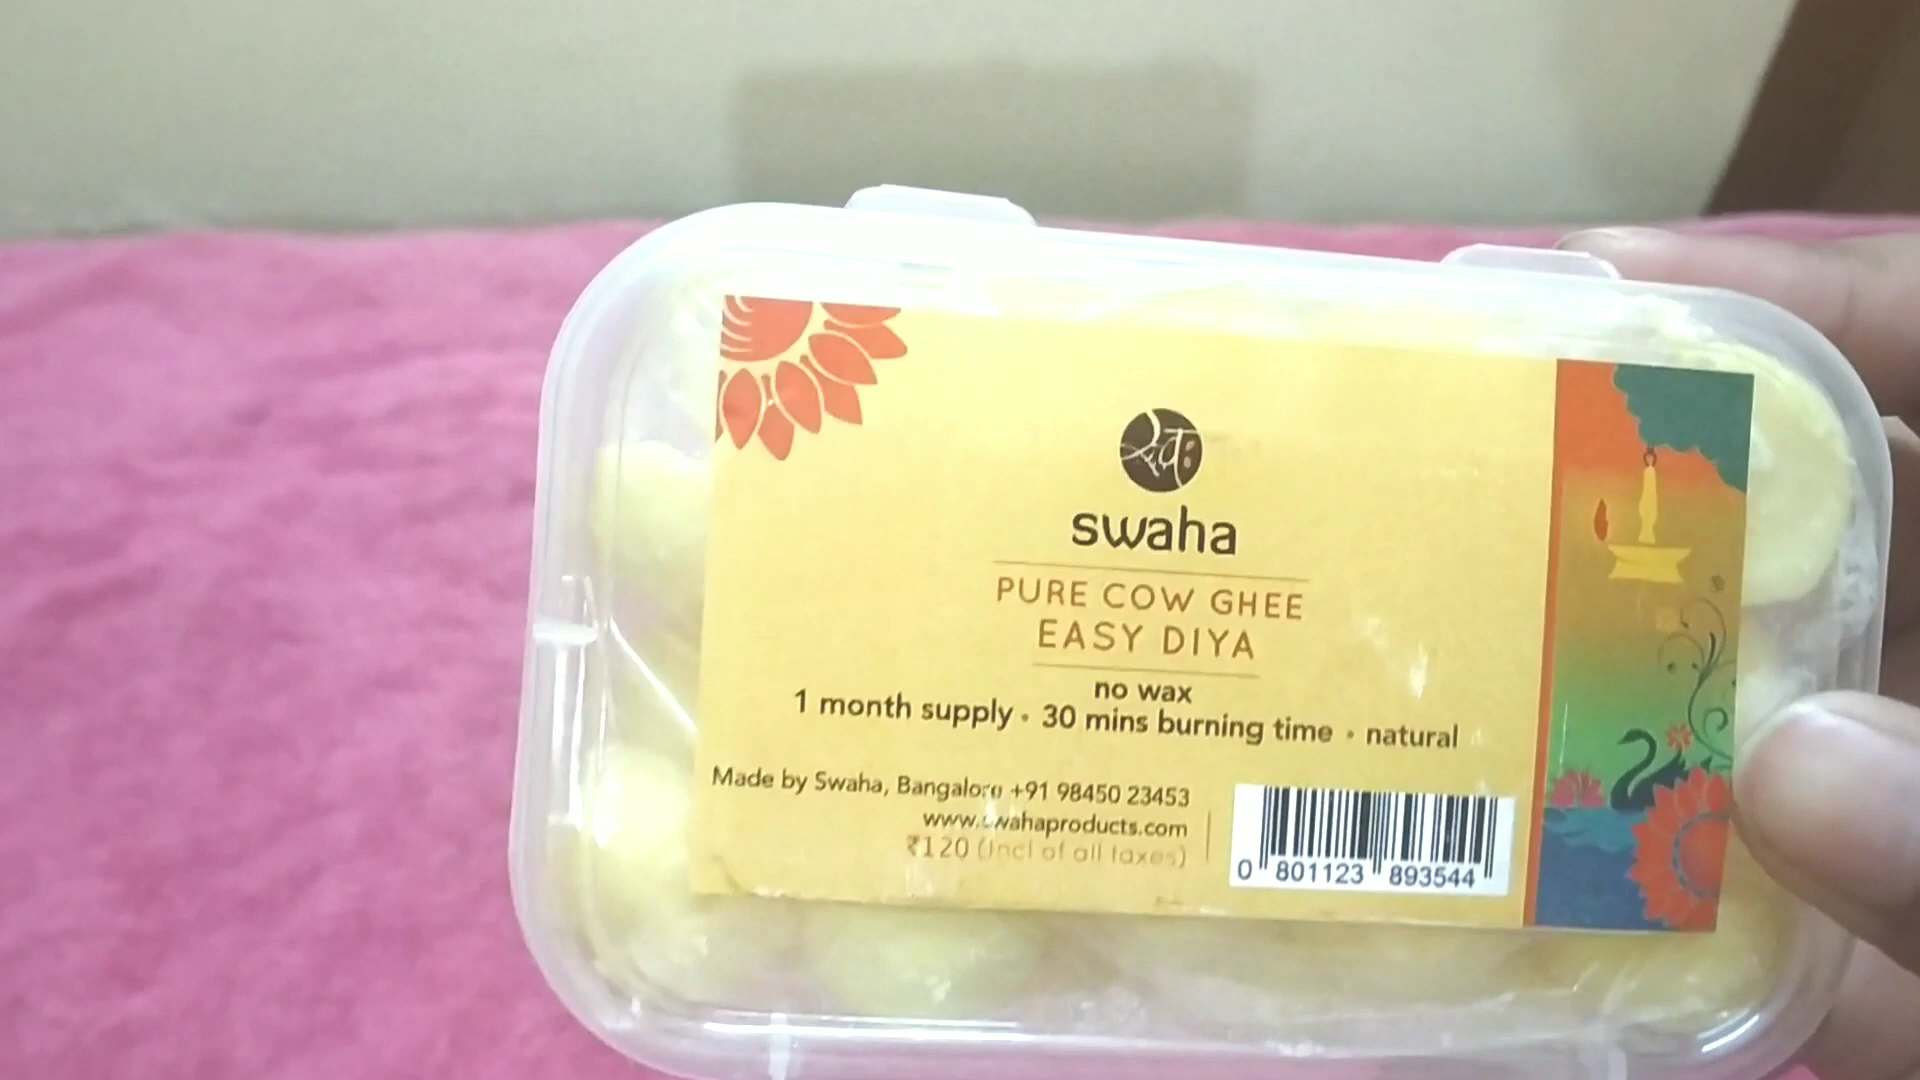 स्वाः
swaha
PURE COW GHEE
EASY DIYA
no wax
1 month supply • 30 mins burning time • natural
Made by Swaha, Bangalore +91 98450 23453
www.swahaproducts.com
₹120 (Incl of all taxes)
0 801123 893544